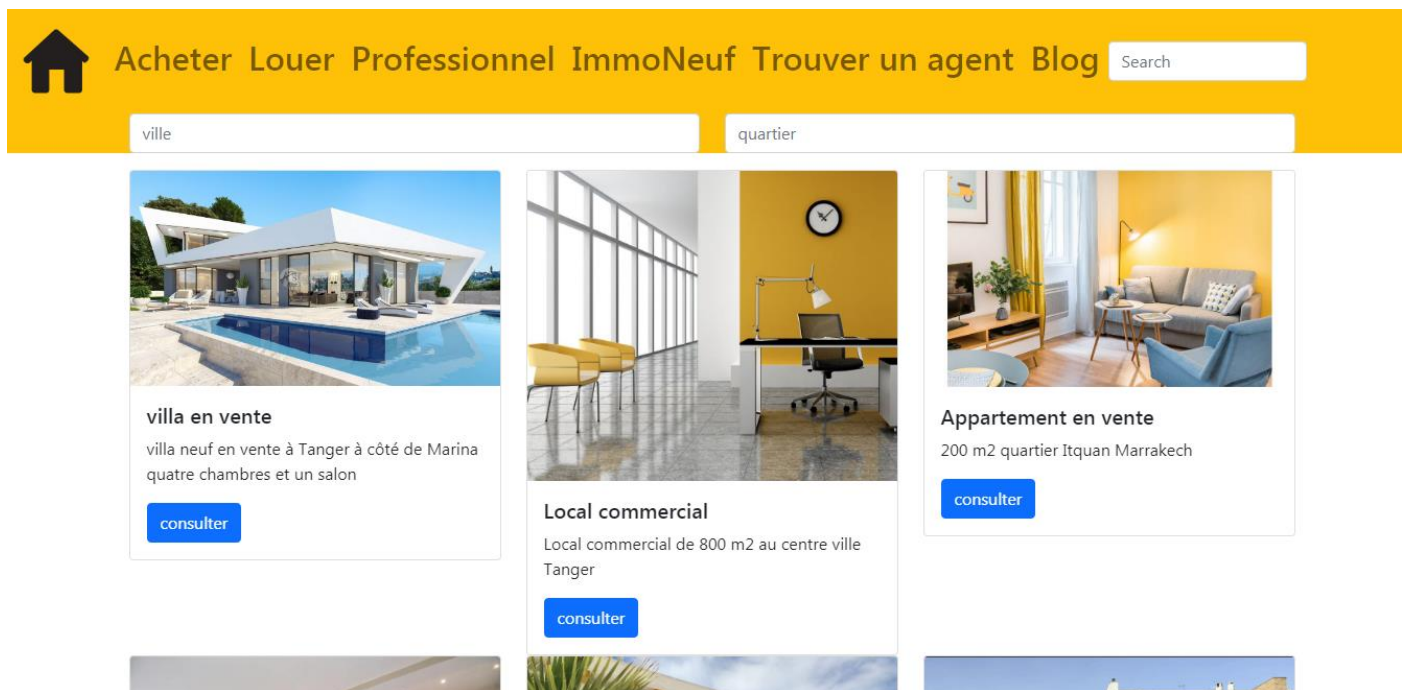 Acheter Louer Professionnel ImmoNeuf Trouver un agent Blog Search
ville
quartier
villa en vente
villa neuf en vente à Tanger à côté de Marina
quatre chambres et un salon
consulter
Local commercial
Local commercial de 800 m2 au centre ville
Tanger
consulter
Appartement en vente
200 m2 quartier Itquan Marrakech
consulter